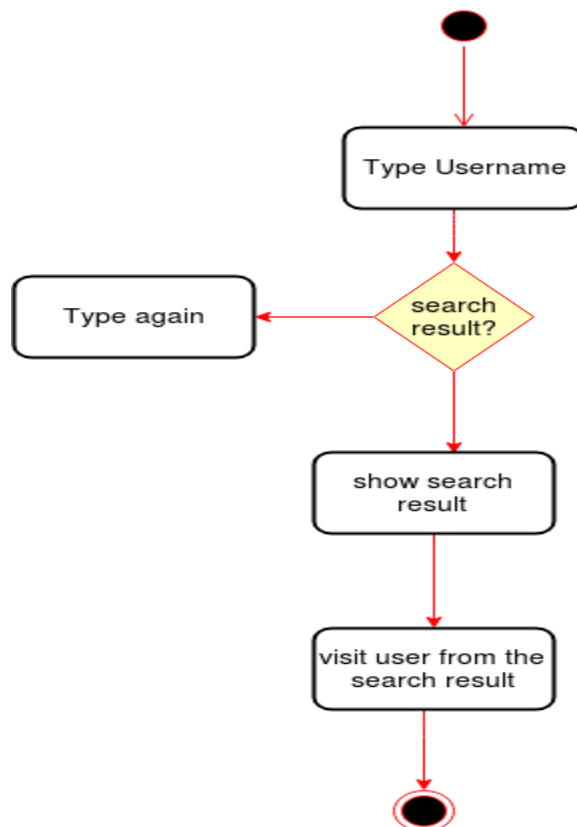 Type Username
search
result?
Type again
show search
result
visit user from the
search result